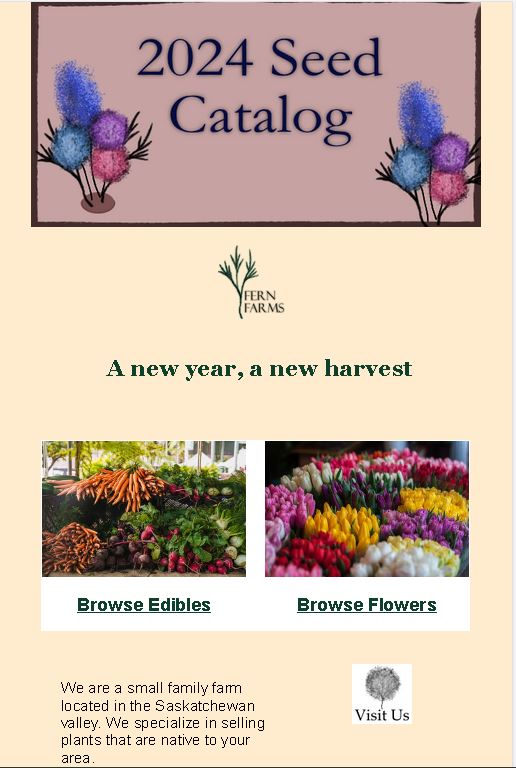 2024 Seed
Catalog
FERN
FARMS
A new year, a new harvest
Browse Edibles
Browse Flowers
We are a small family farm
located in the Saskatchewan
valley. We specialize in selling
plants that are native to your
area.
Visit Us